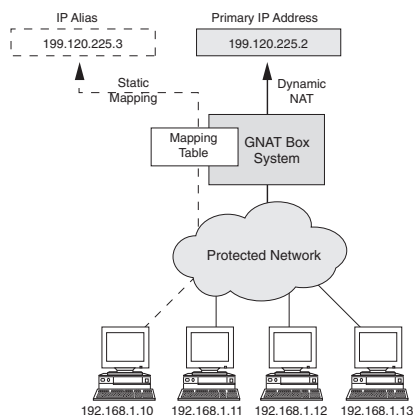 IP Alias
Primary IP Address
199.120.225.3
199.120.225.2
Static
Mapping
Dynamic
NAT
Mapping
Table
GNAT Box
System
Protected Network
192.168.1.10
192.168.1.11
192.168.1.12
192.168.1.13